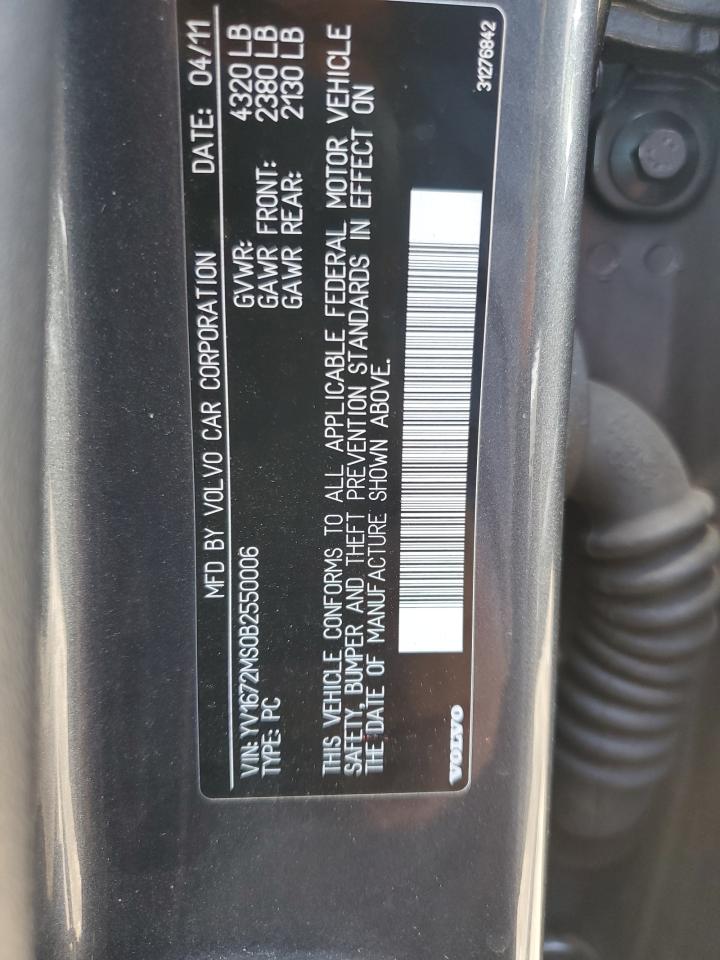 MFD BY VOLVO CAR CORPORATION DATE: 04/11
VIN: YV1672MS0B2550006 GVWR: 4320 LB
TYPE: PC GAWR FRONT: 2380 LB
GAWR REAR: 2130 LB
THIS VEHICLE CONFORMS TO ALL APPLICABLE FEDERAL MOTOR VEHICLE
SAFETY, BUMPER AND THEFT PREVENTION STANDARDS IN EFFECT ON
THE DATE OF MANUFACTURE SHOWN ABOVE.
VOLVO 31276842